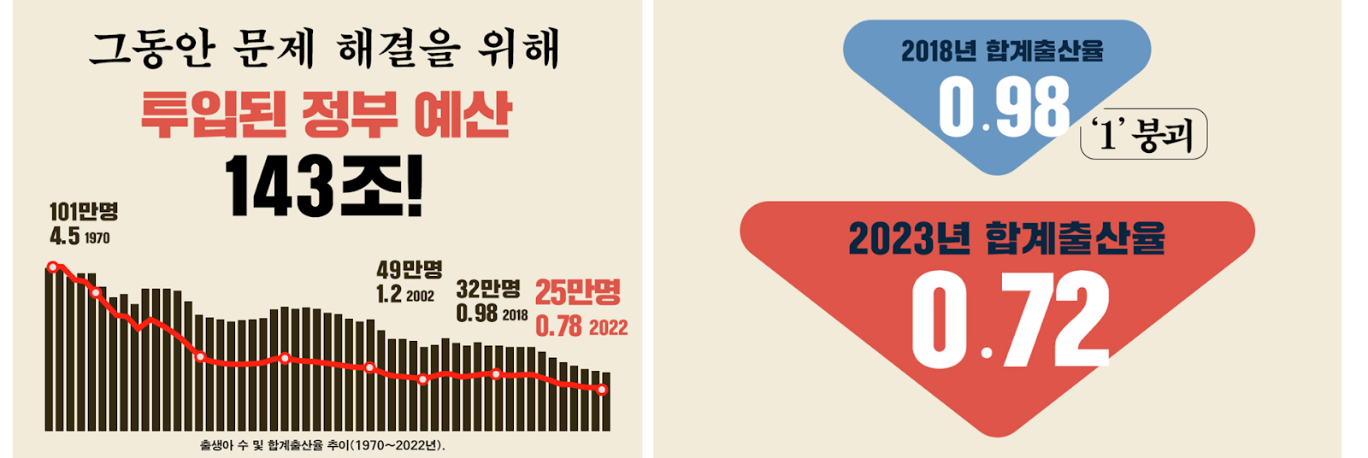 그동안 문제 해결을 위해
투입된 정부 예산
143조!
101만명
4.5 1970
49만명
1.2 2002
32만명
0.98 2018
25만명
0.78 2022
출생아 수 및 합계출산율 추이(1970~2022년).
2018년 합계출산율
0.98
‘1’ 붕괴
2023년 합계출산율
0.72